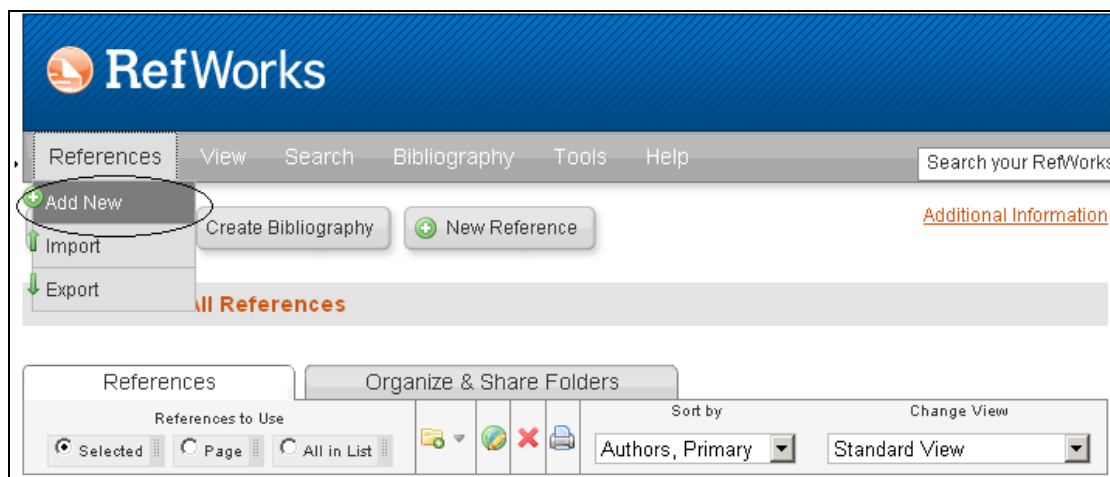 RefWorks
References View Search Bibliography Tools Help
Search your RefWorks
Add New
Additional Information
Create Bibliography New Reference
Import
Export
All References
References Organize & Share Folders
References to Use Sort by Change View
Selected Page All in List Authors, Primary Standard View